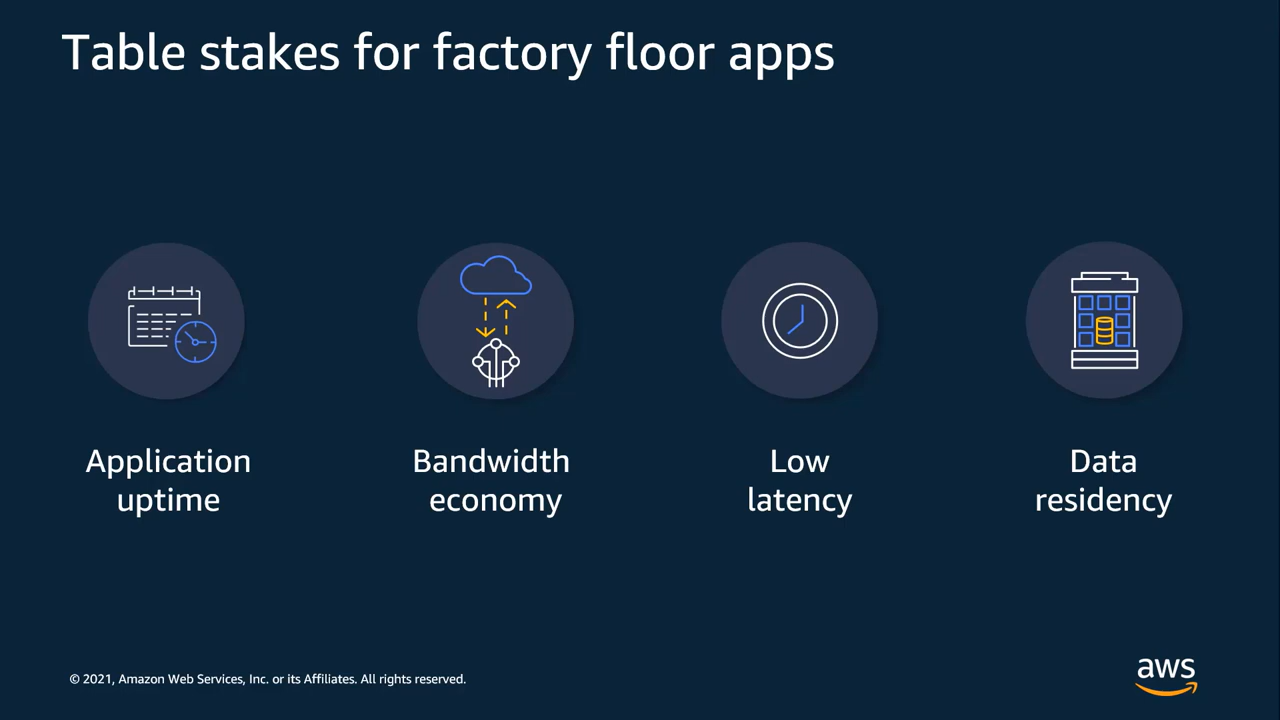 Table stakes for factory floor apps
Application
uptime
Bandwidth
economy
Low
latency
Data
residency
© 2021, Amazon Web Services, Inc. or its Affiliates. All rights reserved.
aws